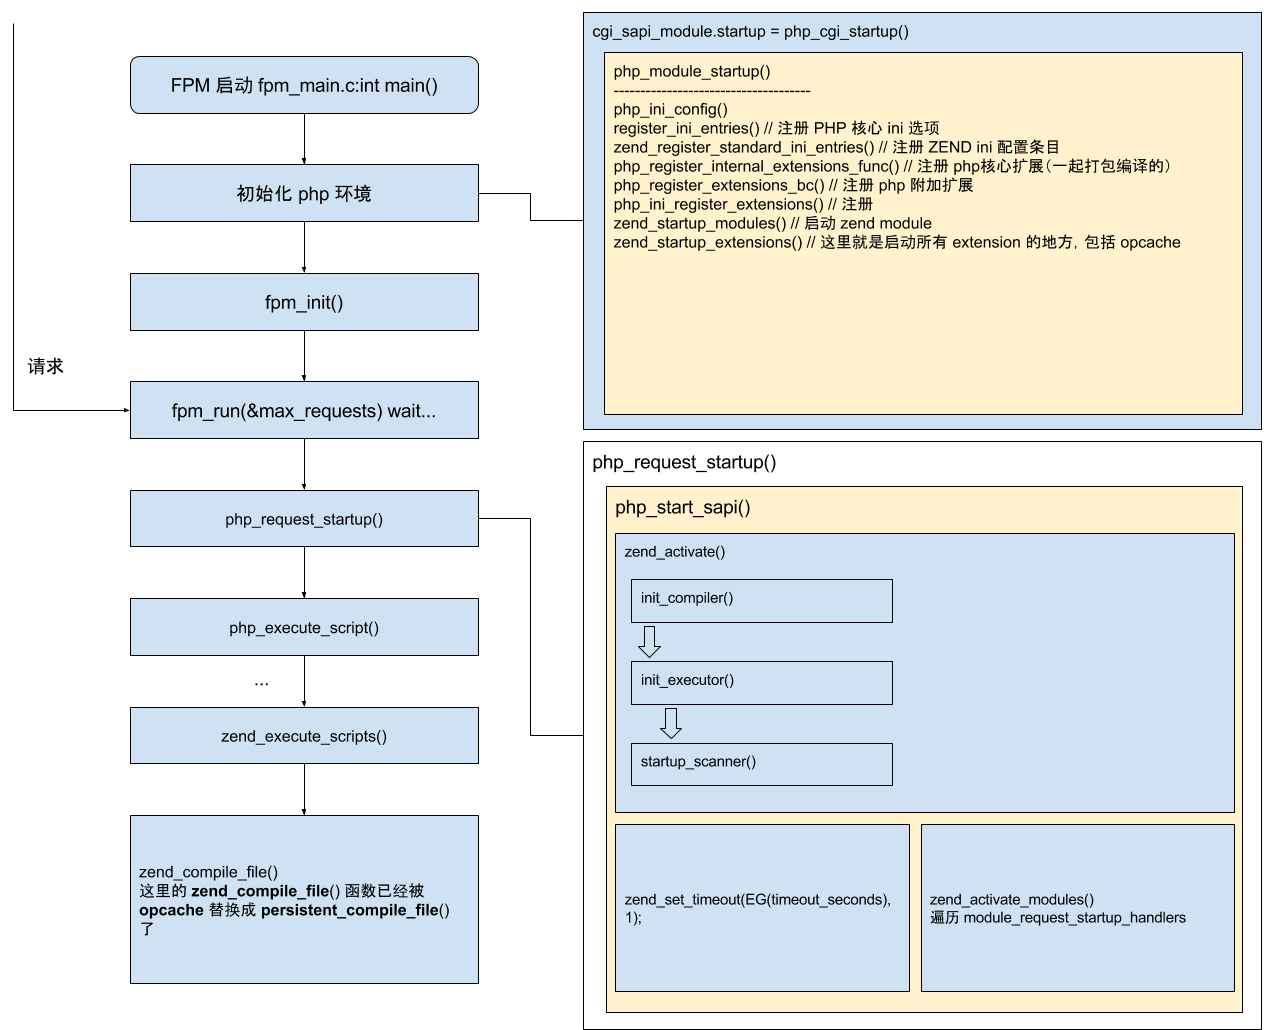 FPM 启动 fpm_main.c:int main()
初始化 php 环境
fpm_init()
请求
fpm_run(&max_requests) wait...
php_request_startup()
php_execute_script()
...
zend_execute_scripts()
zend_compile_file()
这里的 zend_compile_file() 函数已经被
opcache 替换成 persistent_compile_file()
了
cgi_sapi_module.startup = php_cgi_startup()
php_module_startup()
-------------------------------------
php_ini_config()
register_ini_entries() // 注册 PHP 核心 ini 选项
zend_register_standard_ini_entries() // 注册 ZEND ini 配置条目
php_register_internal_extensions_func() // 注册 php核心扩展（一起打包编译的）
php_register_extensions_bc() // 注册 php 附加扩展
php_ini_register_extensions() // 注册
zend_startup_modules() // 启动 zend module
zend_startup_extensions() // 这里就是启动所有 extension 的地方，包括 opcache
php_request_startup()
php_start_sapi()
zend_activate()
init_compiler()
init_executor()
startup_scanner()
zend_set_timeout(EG(timeout_seconds),
1);
zend_activate_modules()
遍历 module_request_startup_handlers